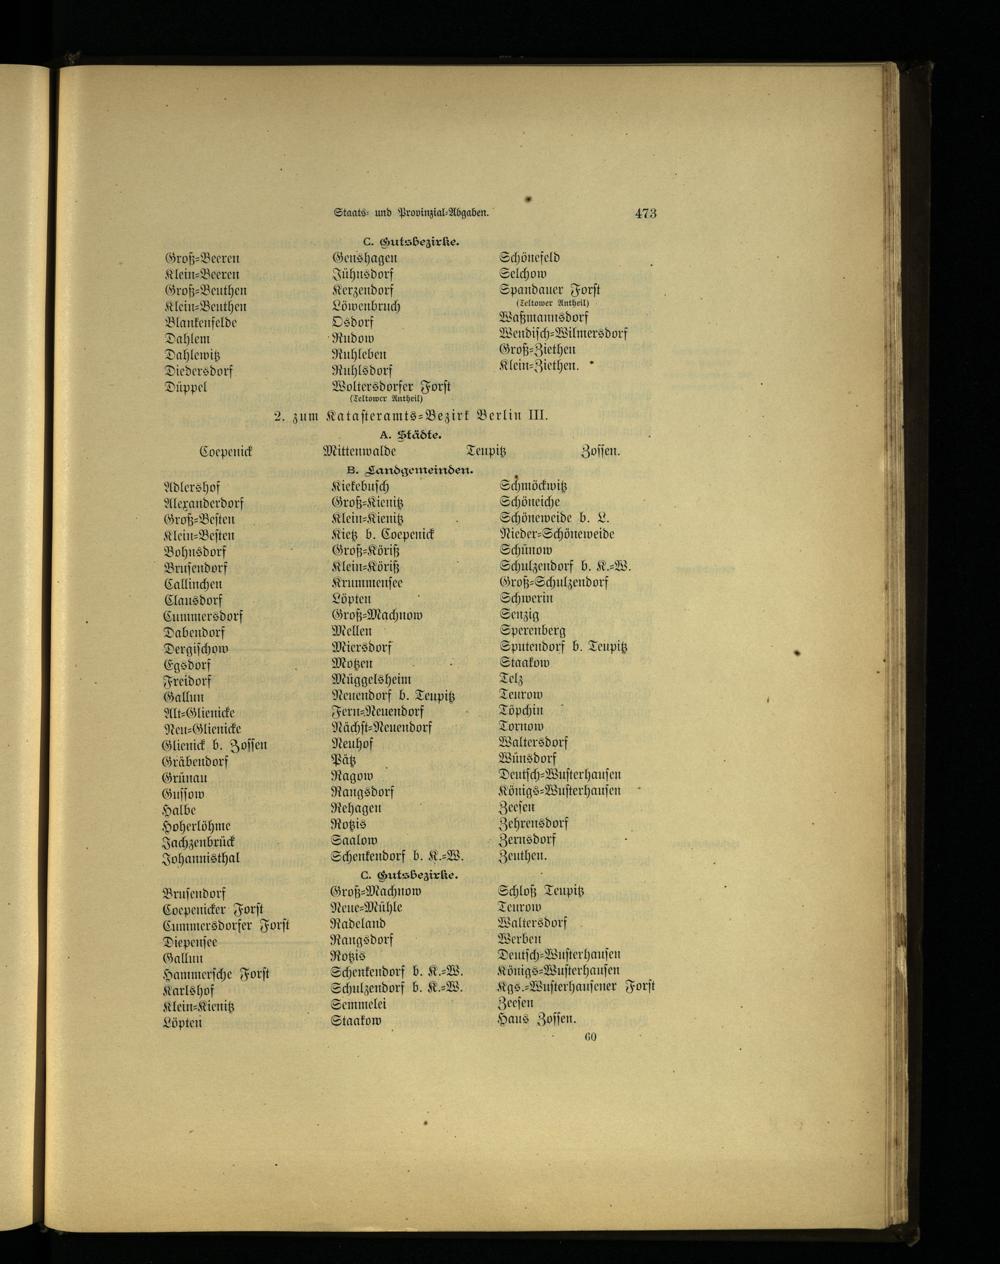 Staats- und Provinzial-Abgaben. 473
C. Gutsbezirke.
Groß-Beeren
Klein-Beeren
Groß-Beuthen
Klein-Beuthen
Blankenfelde
Dahlem
Dahlewitz
Diedersdorf
Düppel
Genshagen
Jühnsdorf
Kerzendorf
Löwenbruch
Osdorf
Rudow
Ruhleben
Ruhlsdorf
Woltersdorfer Forst
(Teltower Antheil)
Schönefeld
Selchow
Spandauer Forst
(Teltower Antheil)
Waßmannsdorf
Wendisch-Wilmersdorf
Groß-Ziethen
Klein-Ziethen.
2. zum Katasteramts-Bezirk Berlin III.
A. Städte.
Coepenick Mittenwalde Teupitz Zossen.
B. Landgemeinden.
Adlershof
Alexanderdorf
Groß-Besten
Klein-Besten
Bohnsdorf
Brusendorf
Callinchen
Clausdorf
Cummersdorf
Dabendorf
Dergischow
Egsdorf
Freidorf
Gallun
Alt-Glienicke
Neu-Glienicke
Glienick b. Zossen
Gräbendorf
Grünau
Gussow
Halbe
Hoherlöhme
Jachzenbrück
Johannisthal
Kiekebusch
Groß-Kienitz
Klein-Kienitz
Kietz b. Coepenick
Groß-Köriß
Klein-Köriß
Krummensee
Löpten
Groß-Machnow
Mellen
Miersdorf
Motzen
Müggelsheim
Neuendorf b. Teupitz
Fern-Neuendorf
Nächst-Neuendorf
Neuhof
Pätz
Ragow
Rangsdorf
Rehagen
Rotzis
Saalow
Schenkendorf b. K.-W.
Schmöckwitz
Schöneiche
Schöneweide b. L.
Nieder-Schöneweide
Schünow
Schulzendorf b. K.-W.
Groß-Schulzendorf
Schwerin
Senzig
Sperenberg
Sputendorf b. Teupitz
Staakow
Telz
Teurow
Töpchin
Tornow
Waltersdorf
Wünsdorf
Deutsch-Wusterhausen
Königs-Wusterhausen
Zeesen
Zehrensdorf
Zernsdorf
Zeuthen.
C. Gutsbezirke.
Brusendorf
Coepenicker Forst
Cummersdorfer Forst
Diepensee
Gallun
Hammersche Forst
Karlshof
Klein-Kienitz
Löpten
Groß-Machnow
Neue-Mühle
Radeland
Rangsdorf
Rotzis
Schenkendorf b. K.-W.
Schulzendorf b. K.-W.
Semmelei
Staakow
Schloß Teupitz
Teurow
Waltersdorf
Werben
Deutsch-Wusterhausen
Königs-Wusterhausen
Kgs.-Wusterhausener Forst
Zeesen
Haus Zossen.
60